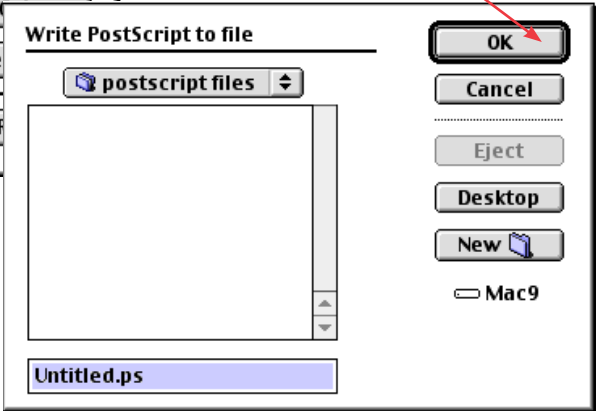 Write PostScript to file
OK
postscript files
Cancel
Eject
Desktop
New
Mac9
Untitled.ps